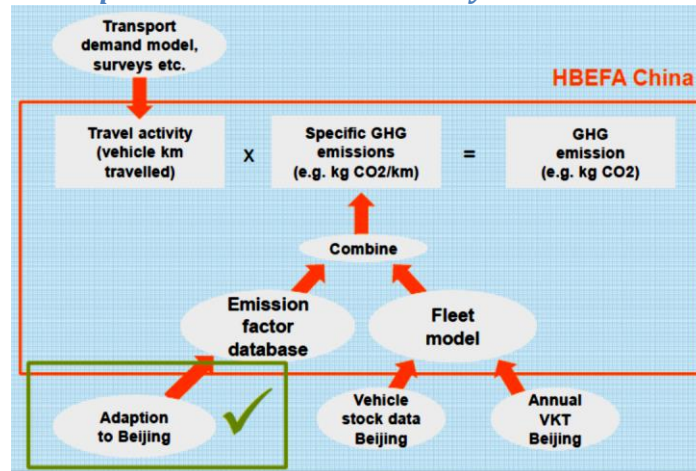 Transport
demand model,
surveys etc.
HBEFA China
Travel activity
(vehicle km
travelled)
x
Specific GHG
emissions
(e.g. kg CO2/km)
=
GHG
emission
(e.g. kg CO2)
Combine
Emission
factor
database
Fleet
model
Adaption
to Beijing
Vehicle
stock data
Beijing
Annual
VKT
Beijing